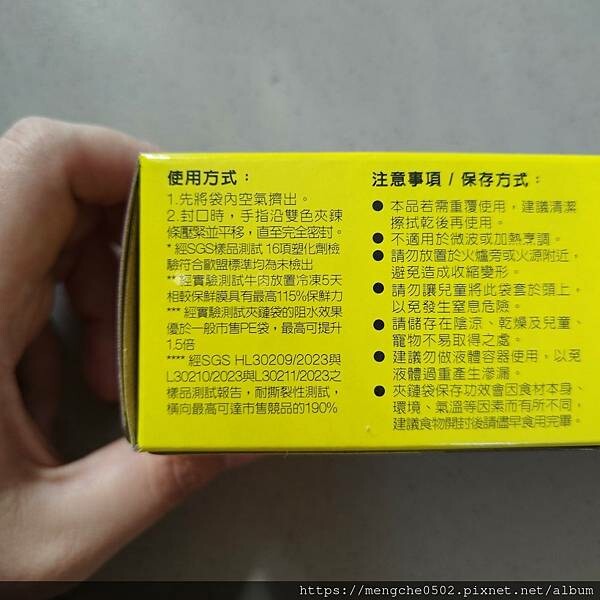 使用方式：
1.先將袋內空氣擠出。
2.封口時，手指沿雙色夾鍊
條壓緊並平移，直至完全密封。
* 經SGS樣品測試 16項塑化劑檢
驗符合歐盟標準均為未檢出
** 經實驗測試牛肉放置冷凍5天
相較保鮮膜具有最高115%保鮮力
*** 經實驗測試夾鏈袋的阻水效果
優於一般市售PE袋，最高可提升
1.5倍
**** 經SGS HL30209/2023與
L30210/2023與L30211/2023之
樣品測試報告，耐撕裂性測試，
橫向最高可達市售競品的190%
注意事項 / 保存方式：
● 本品若需重覆使用，建議清潔
擦拭乾後再使用。
● 不適用於微波或加熱烹調。
● 請勿放置於火爐旁或火源附近，
避免造成收縮變形。
● 請勿讓兒童將此袋套於頭上，
以免發生窒息危險。
● 請儲存在陰涼、乾燥及兒童、
寵物不易取得之處。
● 建議勿做液體容器使用，以免
液體過重產生滲漏。
● 夾鏈袋保存功效會因食材本身、
環境、氣溫等因素而有所不同，
建議食物開封後請儘早食用完畢。
https://mengche0502.pixnet.net/album